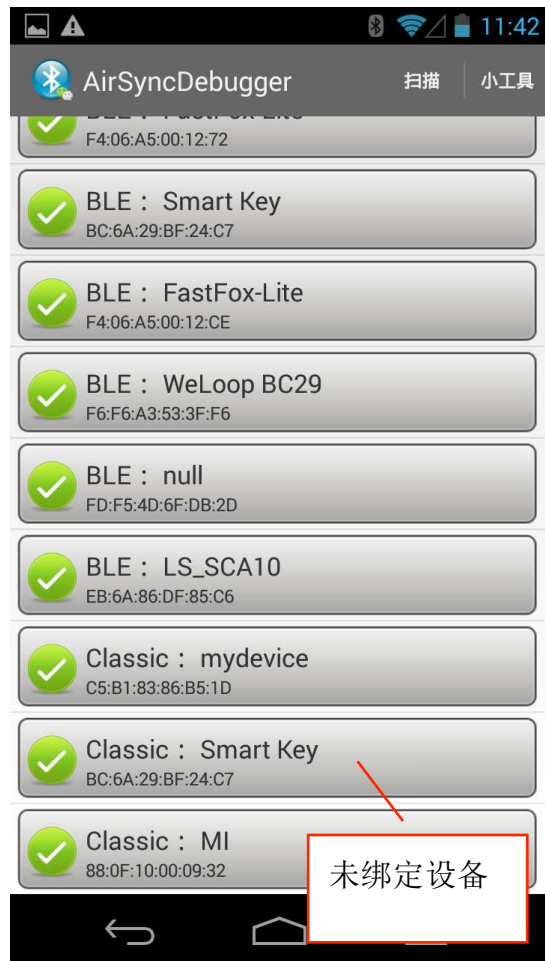 11:42
AirSyncDebugger 扫描 小工具
BLE： FastFox-Lite
F4:06:A5:00:12:72
BLE： Smart Key
BC:6A:29:BF:24:C7
BLE： FastFox-Lite
F4:06:A5:00:12:CE
BLE： WeLoop BC29
F6:F6:A3:53:3F:F6
BLE： null
FD:F5:4D:6F:DB:2D
BLE： LS_SCA10
EB:6A:86:DF:85:C6
Classic： mydevice
C5:B1:83:86:B5:1D
Classic： Smart Key
BC:6A:29:BF:24:C7
Classic： MI
88:0F:10:00:09:32
未绑定设备